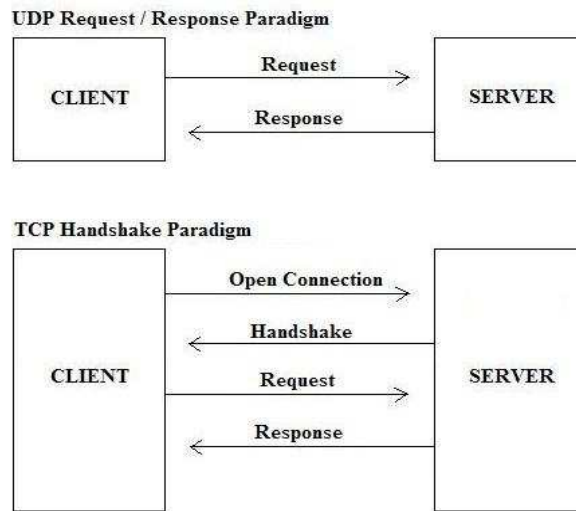 UDP Request / Response Paradigm
Request
CLIENT
SERVER
Response
TCP Handshake Paradigm
Open Connection
Handshake
CLIENT
SERVER
Request
Response